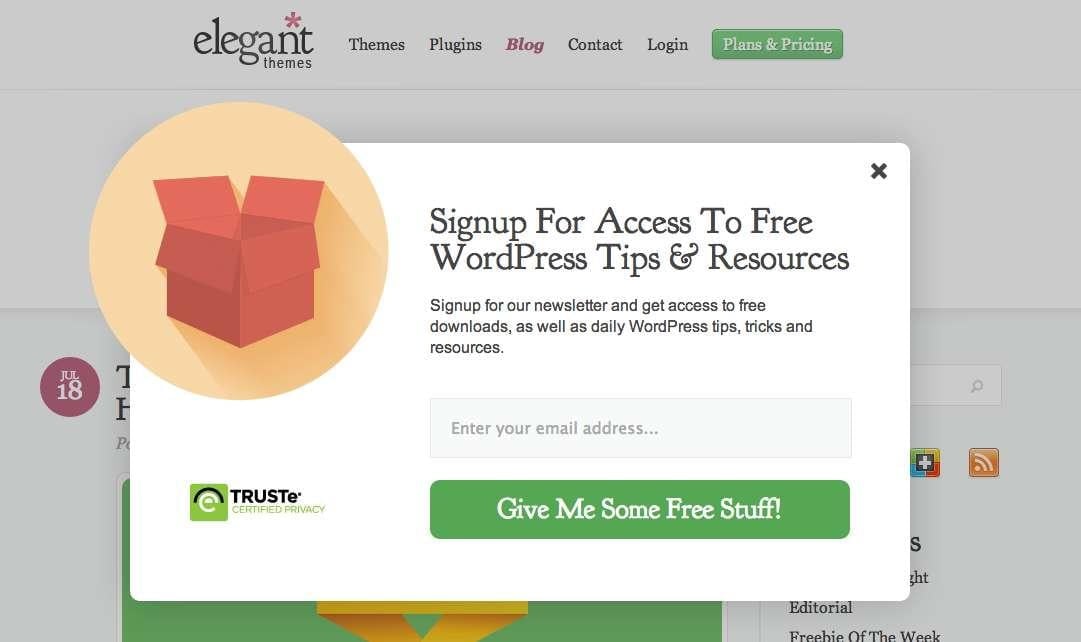 elegant
themes
Themes Plugins Blog Contact Login Plans & Pricing
Signup For Access To Free
WordPress Tips & Resources
Signup for our newsletter and get access to free
downloads, as well as daily WordPress tips, tricks and
resources.
Enter your email address...
Give Me Some Free Stuff!
TRUSTe
CERTIFIED PRIVACY
JUL
18
Editorial
Freebie Of The Week